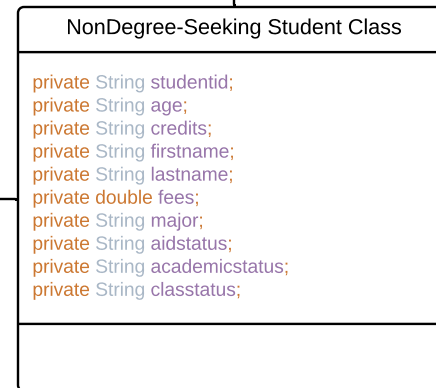 NonDegree-Seeking Student Class
private String studentid;
private String age;
private String credits;
private String firstname;
private String lastname;
private double fees;
private String major;
private String aidstatus;
private String academicstatus;
private String classtatus;